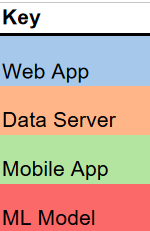 Key
Web App
Data Server
Mobile App
ML Model